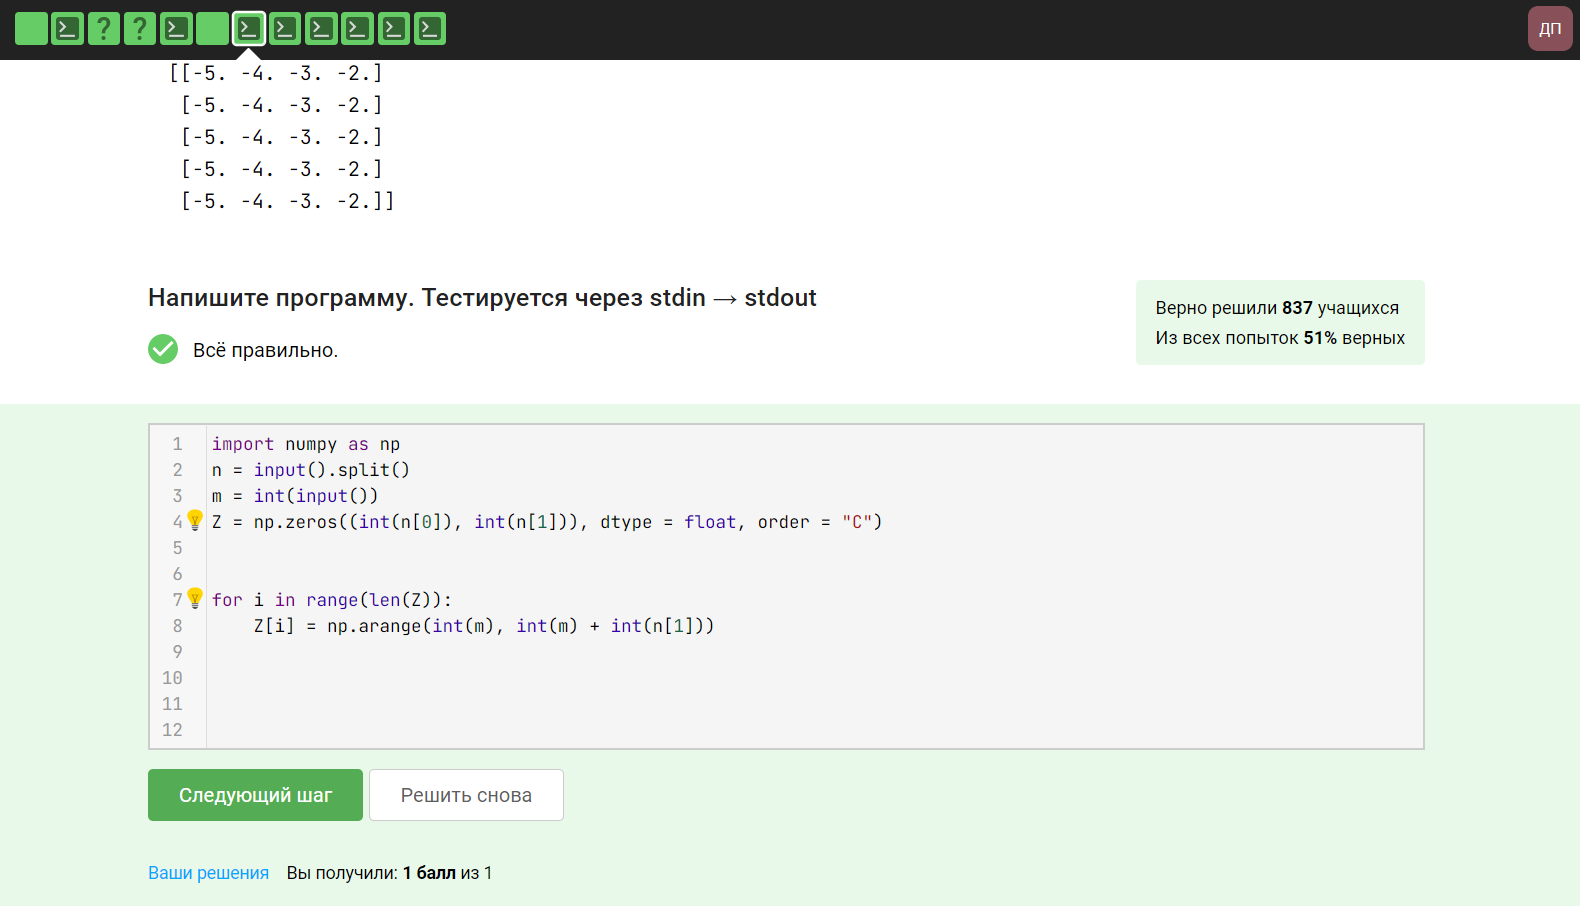 ? ?
ДП
[[-5. -4. -3. -2.]
[-5. -4. -3. -2.]
[-5. -4. -3. -2.]
[-5. -4. -3. -2.]
[-5. -4. -3. -2.]]
Напишите программу. Тестируется через stdin → stdout
Всё правильно.
Верно решили 837 учащихся
Из всех попыток 51% верных
1 import numpy as np
2 n = input().split()
3 m = int(input())
4 Z = np.zeros((int(n[0]), int(n[1])), dtype = float, order = "C")
5
6
7 for i in range(len(Z)):
8     Z[i] = np.arange(int(m), int(m) + int(n[1]))
9
10
11
12
Следующий шаг
Решить снова
Ваши решения Вы получили: 1 балл из 1